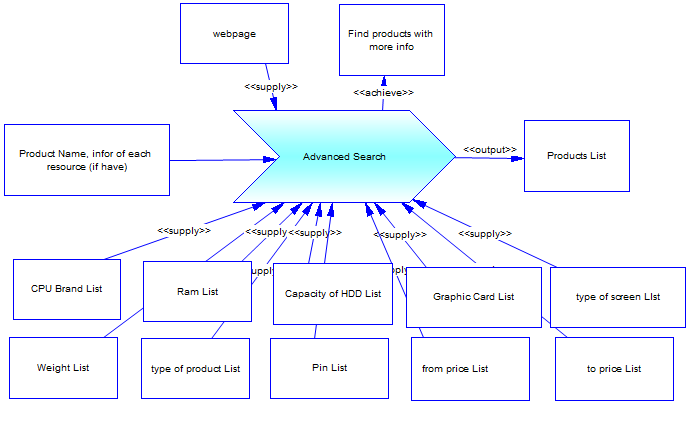 webpage
Find products with
more info
<<supply>>
<<achieve>>
Product Name, infor of each
resource (if have)
Advanced Search
<<output>>
Products List
<<supply>>
<<supply
<<supply>>
<<supply>>
<<supply>>
CPU Brand List
Ram List
Capacity of HDD List
Graphic Card List
type of screen LIst
Weight List
type of product List
Pin List
from price List
to price List